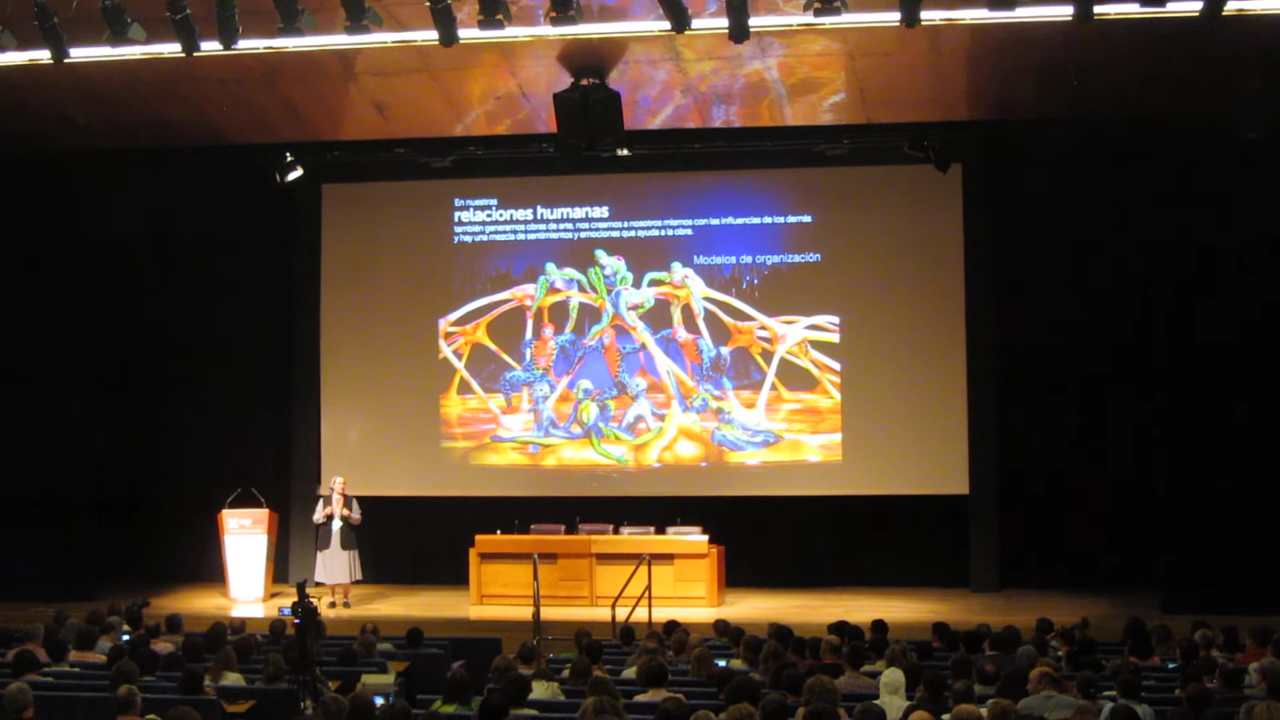 En nuestras
relaciones humanas
también generamos obras de arte, nos creamos a nosotros mismos con las influencias de los demás
y hay una mezcla de sentimientos y emociones que ayuda a la obra.
Modelos de organización